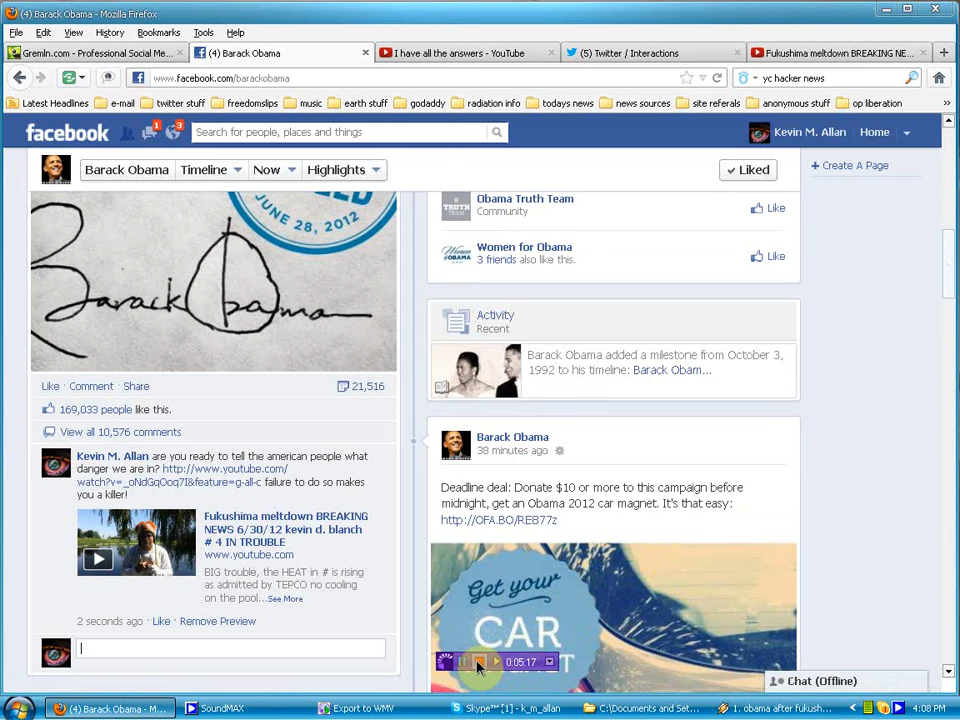 (4) Barack Obama - Mozilla Firefox
File Edit View History Bookmarks Tools Help
Gremln.com - Professional Social Me...
(4) Barack Obama
I have all the answers - YouTube
(5) Twitter / Interactions
Fukushima meltdown BREAKING NE...
www.facebook.com/barackobama
yc hacker news
Latest Headlines e-mail twitter stuff freedomslips music earth stuff godaddy radiation info todays news news sources site referals anonymous stuff op liberation
facebook
1
3
Search for people, places and things
Kevin M. Allan Home
Barack Obama Timeline Now Highlights
Liked
Create A Page
JUNE 28, 2012
Barack Obama
Like · Comment · Share
21,516
169,033 people like this.
View all 10,576 comments
Kevin M. Allan are you ready to tell the american people what
danger we are in? http://www.youtube.com/
watch?v=_oNdGqOoq7I&feature=g-all-c failure to do so makes
you a killer!
Fukushima meltdown BREAKING
NEWS 6/30/12 kevin d. blanch
# 4 IN TROUBLE
www.youtube.com
BIG trouble, the HEAT in # is rising
as admitted by TEPCO no cooling
on the pool...See More
2 seconds ago · Like · Remove Preview
TRUTH
TEAM
Obama Truth Team
Community
Like
Women for Obama
3 friends also like this.
Like
Activity
Recent
Barack Obama added a milestone from October 3,
1992 to his timeline: Barack Obam...
Barack Obama
38 minutes ago
Deadline deal: Donate $10 or more to this campaign before
midnight, get an Obama 2012 car magnet. It's that easy:
http://OFA.BO/RE877z
Get your
CAR
0:05:17
Chat (Offline)
(4) Barack Obama - M...
SoundMAX
Export to WMV
Skype™ [1] - k_m_allan
C:\Documents and Set...
1. obama after fukush...
4:08 PM